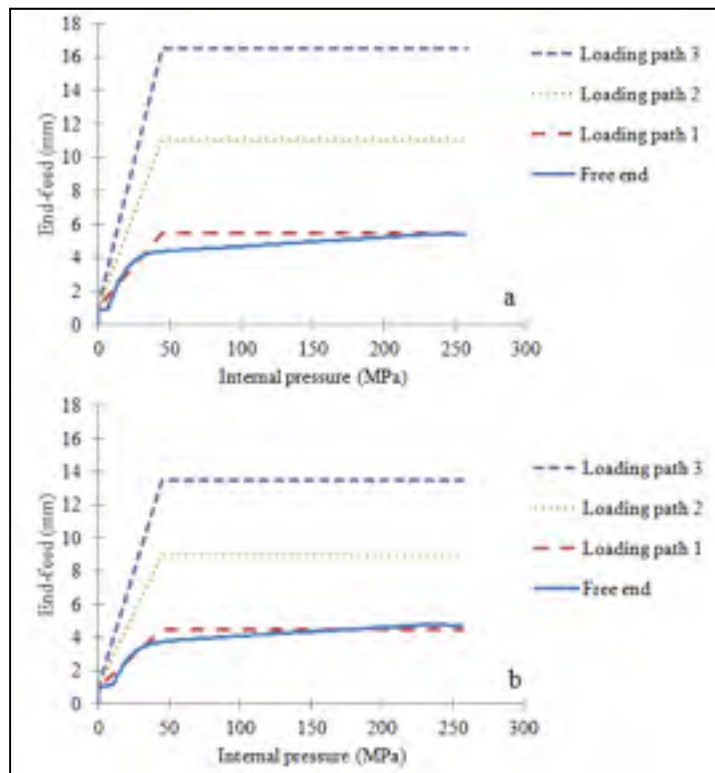 18
16
14
12
10
8
6
4
2
0
End-feed (mm)
0 50 100 150 200 250 300
Internal pressure (MPa)
Loading path 3
Loading path 2
Loading path 1
Free end
a
18
16
14
12
10
8
6
4
2
0
End-feed (mm)
0 50 100 150 200 250 300
Internal pressure (MPa)
Loading path 3
Loading path 2
Loading path 1
Free end
b